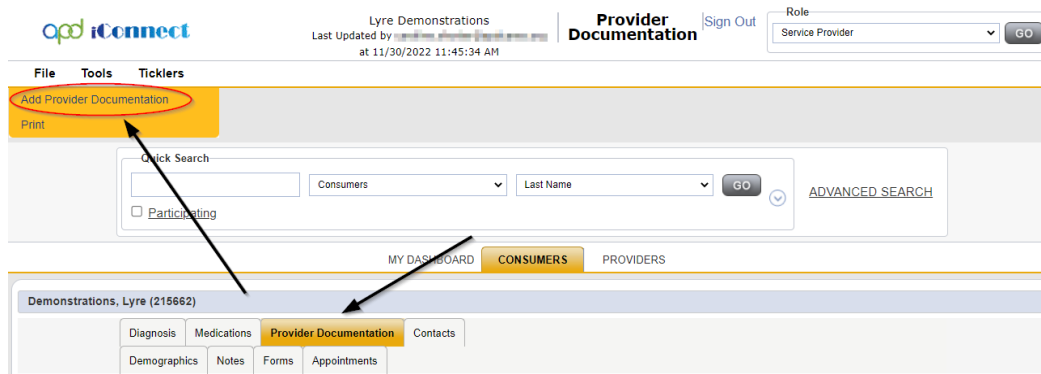 apd iConnect
Lyre Demonstrations
Last Updated by
at 11/30/2022 11:45:34 AM
Provider
Documentation
Sign Out
Role
Service Provider
GO
File Tools Ticklers
Add Provider Documentation
Print
Quick Search
Consumers
Last Name
GO
ADVANCED SEARCH
Participating
MY DASHBOARD CONSUMERS PROVIDERS
Demonstrations, Lyre (215662)
Diagnosis Medications Provider Documentation Contacts
Demographics Notes Forms Appointments